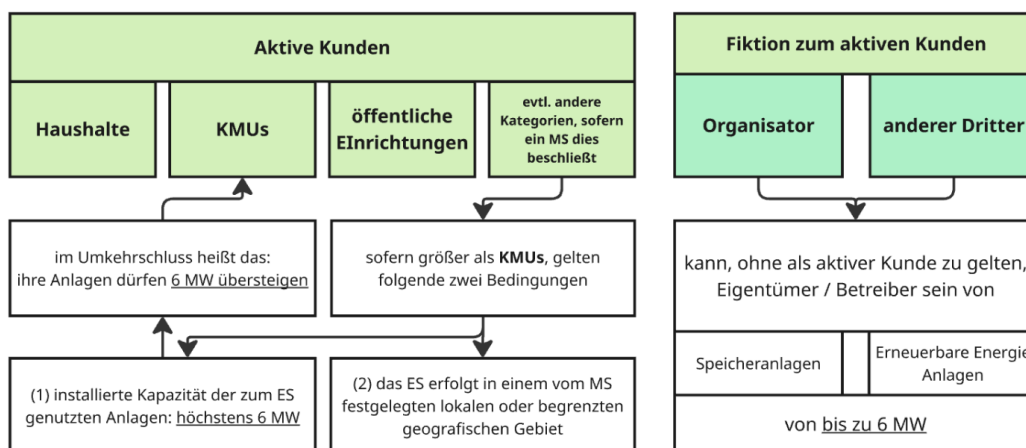 Aktive Kunden
Haushalte
KMUs
öffentliche
EInrichtungen
evtl. andere
Kategorien, sofern
ein MS dies
beschließt
im Umkehrschluss heißt das:
ihre Anlagen dürfen 6 MW übersteigen
sofern größer als KMUs, gelten
folgende zwei Bedingungen
(1) installierte Kapazität der zum ES
genutzten Anlagen: höchstens 6 MW
(2) das ES erfolgt in einem vom MS
festgelegten lokalen oder begrenzten
geografischen Gebiet
Fiktion zum aktiven Kunden
Organisator
anderer Dritter
kann, ohne als aktiver Kunde zu gelten,
Eigentümer / Betreiber sein von
Speicheranlagen
Erneuerbare Energie
Anlagen
von bis zu 6 MW